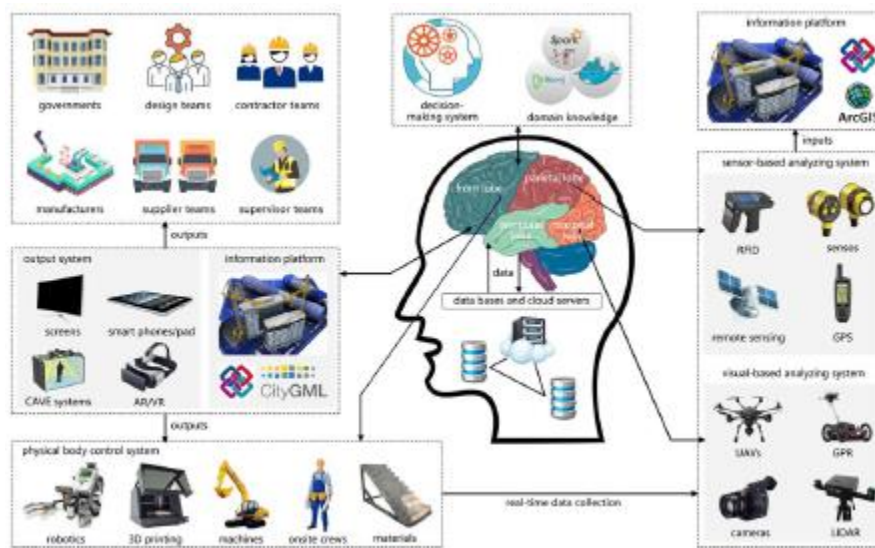 governments
design teams
contractor teams
manufacturers
supplier teams
supervisor teams
outputs
output system
screens
smart phones/pad
CAVE systems
AR/VR
information platform
CityGML
outputs
physical body control system
robotics
3D printing
machines
onsite crews
materials
decision-
making system
Spark
domain knowledge
parietal lobe
data
data bases and cloud servers
real-time data collection
information platform
ArcGIS
inputs
sensor-based analyzing system
RFID
remote sensing
GPS
visual-based analyzing system
UAVs
GPR
cameras
LiDAR